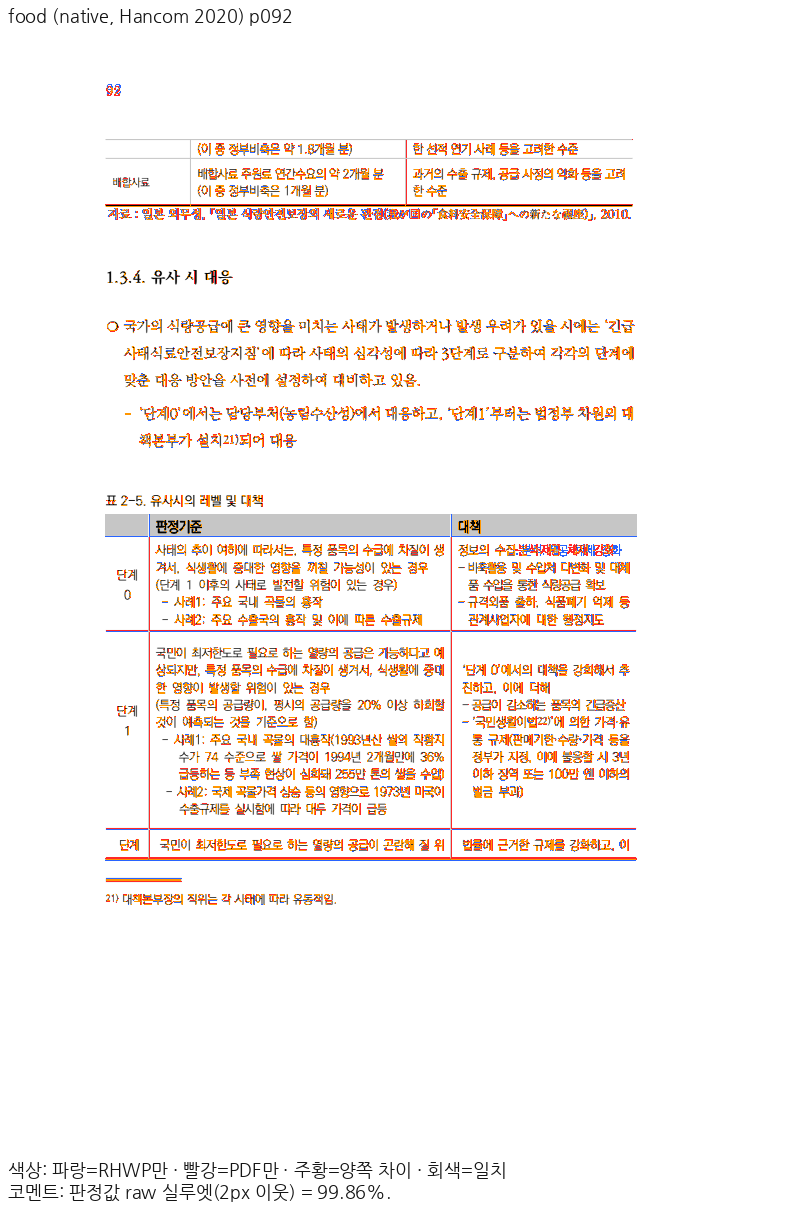 food (native, Hancom 2020) p092
(이 중 정부비축은 약 1.8개월 분)
한 선적 연기 사례 등을 고려한 수준
배합사료
배합사료 주원료 연간수요의 약 2개월 분
(이 중 정부비축은 1개월 분)
과거의 수출 규제, 공급 사정의 악화 등을 고려
한 수준
1.3.4. 유사 시 대응
❍ 국가의 식량공급에 큰 영향을 미치는 사태가 발생하거나 발생 우려가 있을 시에는 ‘긴급
사태식료안전보장지침’에 따라 사태의 심각성에 따라 3단계로 구분하여 각각의 단계에
맞춘 대응 방안을 사전에 설정하여 대비하고 있음.
- ‘단계0’에서는 담당부처(농림수산성)에서 대응하고, ‘단계1’부터는 범정부 차원의 대
책본부가 설치21)되어 대응
표 2-5. 유사시의 레벨 및 대책
판정기준
대책
단계
0
사태의 추이 여하에 따라서는, 특정 품목의 수급에 차질이 생
겨서, 식생활에 중대한 영향을 끼칠 가능성이 있는 경우
(단계 1 이후의 사태로 발전할 위험이 있는 경우)
- 사례1: 주요 국내 곡물의 흉작
- 사례2: 주요 수출국의 흉작 및 이에 따른 수출규제
정보의 수집·분석·제공
- 비축활용 및 수입처 다변화 및 대체
품 수입을 통한 식량공급 확보
- 규격외품 출하, 식품폐기 억제 등
관계사업자에 대한 행정지도
단계
1
국민이 최저한도로 필요로 하는 열량의 공급은 가능하다고 예
상되지만, 특정 품목의 수급에 차질이 생겨서, 식생활에 중대
한 영향이 발생할 위험이 있는 경우
(특정 품목의 공급량이, 평시의 공급량을 20% 이상 하회할
것이 예측되는 것을 기준으로 함)
- 사례1: 주요 국내 곡물의 대흉작(1993년산 쌀의 작황지
수가 74 수준으로 쌀 가격이 1994년 2개월만에 36%
급등하는 등 부족 현상이 심화돼 255만 톤의 쌀을 수입)
- 사례2: 국제 곡물가격 상승 등의 영향으로 1973년 미국이
수출규제를 실시함에 따라 대두 가격이 급등
‘단계 0’에서의 대책을 강화해서 추
진하고, 이에 더해
- 공급이 감소하는 품목의 긴급증산
- ‘국민생활이법22)’에 의한 가격·유
통 규제(판매기한·수량·가격 등을
정부가 지정, 이에 불응할 시 3년
이하 징역 또는 100만 엔 이하의
벌금 부과)
단계
국민이 최저한도로 필요로 하는 열량의 공급이 곤란해 질 위
법률에 근거한 규제를 강화하고, 이
21) 대책본부장의 직위는 각 사태에 따라 유동적임.
색상: 파랑=RHWP만 · 빨강=PDF만 · 주황=양쪽 차이 · 회색=일치
코멘트: 판정값 raw 실루엣(2px 이웃) = 99.86%.